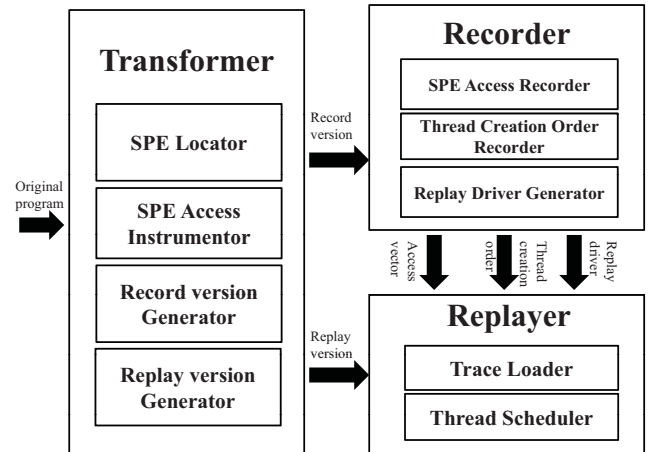 Original
program
Transformer
SPE Locator
SPE Access
Instrumentor
Record version
Generator
Replay version
Generator
Record
version
Replay
version
Recorder
SPE Access Recorder
Thread Creation Order
Recorder
Replay Driver Generator
Access
vector
Thread
creation
order
Replay
driver
Replayer
Trace Loader
Thread Scheduler